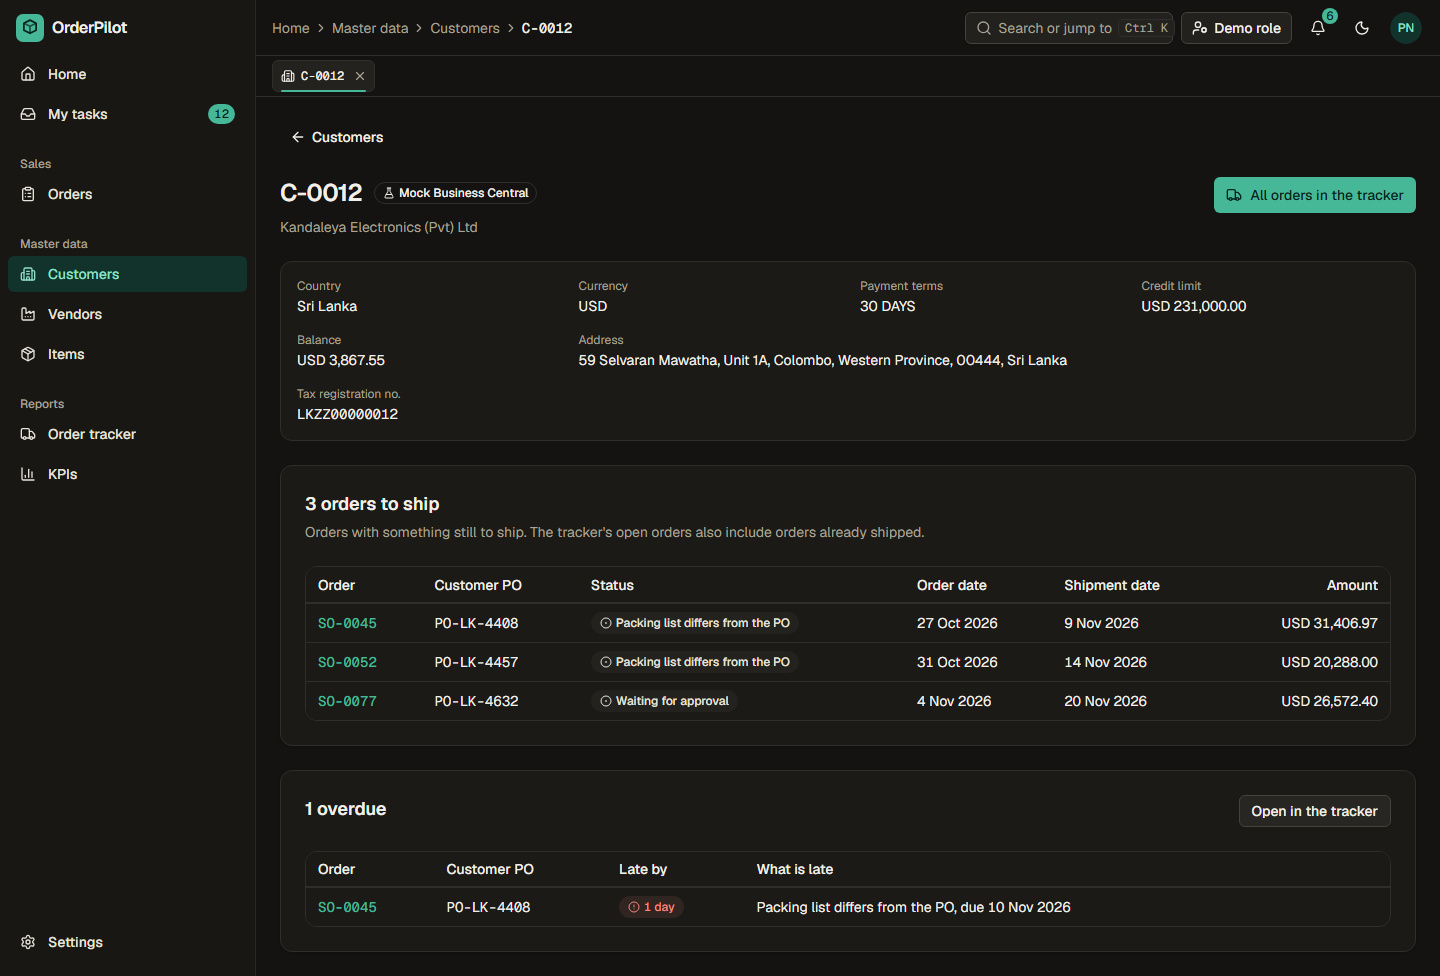 OrderPilot
Home
My tasks 12
Sales
Orders
Master data
Customers
Vendors
Items
Reports
Order tracker
KPIs
Settings
Home > Master data > Customers > C-0012
Search or jump to Ctrl K
Demo role
6
PN
C-0012
Customers
C-0012 Mock Business Central
Kandaleya Electronics (Pvt) Ltd
All orders in the tracker
Country Currency Payment terms Credit limit
Sri Lanka USD 30 DAYS USD 231,000.00
Balance Address
USD 3,867.55 59 Selvaran Mawatha, Unit 1A, Colombo, Western Province, 00444, Sri Lanka
Tax registration no.
LKZZ00000012
3 orders to ship
Orders with something still to ship. The tracker's open orders also include orders already shipped.
Order Customer PO Status Order date Shipment date Amount
SO-0045 PO-LK-4408 Packing list differs from the PO 27 Oct 2026 9 Nov 2026 USD 31,406.97
SO-0052 PO-LK-4457 Packing list differs from the PO 31 Oct 2026 14 Nov 2026 USD 20,288.00
SO-0077 PO-LK-4632 Waiting for approval 4 Nov 2026 20 Nov 2026 USD 26,572.40
1 overdue
Open in the tracker
Order Customer PO Late by What is late
SO-0045 PO-LK-4408 1 day Packing list differs from the PO, due 10 Nov 2026